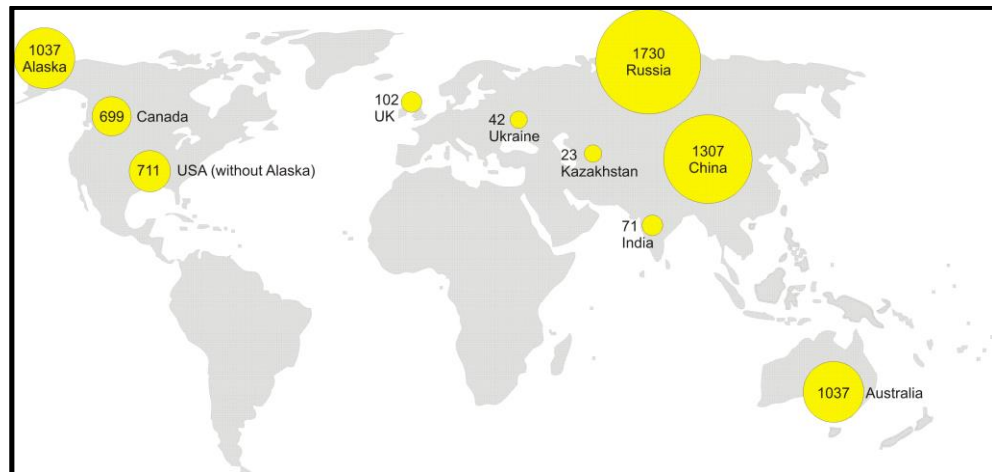 1037
Alaska
1730
Russia
102
UK
699
Canada
42
Ukraine
23
Kazakhstan
1307
China
711
USA (without Alaska)
71
India
1037
Australia